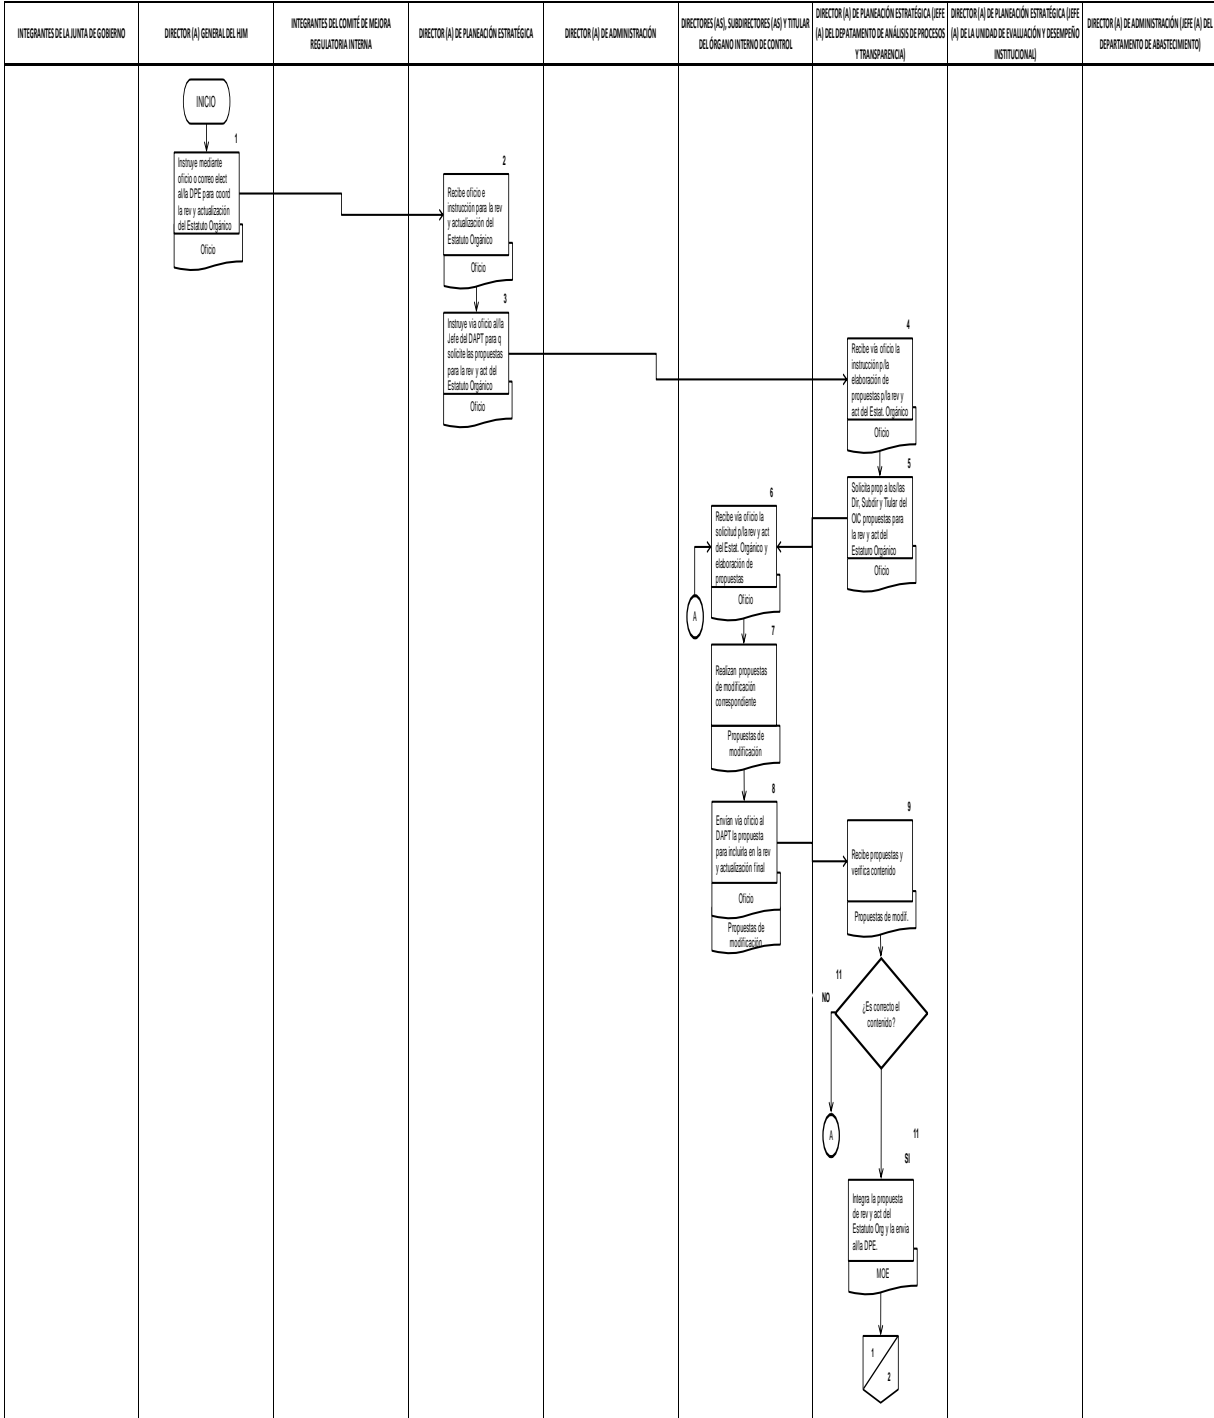 INTEGRANTES DE LA JUNTA DE GOBIERNO
DIRECTOR (A) GENERAL DEL HJM
INTEGRANTES DEL COMITÉ DE MEJORA
REGULATORIA INTERNA
DIRECTOR (A) DE PLANEACIÓN ESTRATÉGICA
DIRECTOR (A) DE ADMINISTRACIÓN
DIRECTORES (AS), SUBDIRECTORES (AS) Y TITULAR
DEL ÓRGANO INTERNO DE CONTROL
DIRECTOR (A) DE PLANEACIÓN ESTRATÉGICA (JEFE
(A) DEL DEPATAMENTO DE ANÁLISIS DE PROCESOS
Y TRANSPARENCIA)
DIRECTOR (A) DE PLANEACIÓN ESTRATÉGICA (JEFE
(A) DE LA UNIDAD DE EVALUACIÓN Y DESEMPEÑO
INSTITUCIONAL)
DIRECTOR (A) DE ADMINISTRACIÓN (JEFE (A) DEL
DEPARTAMENTO DE ABASTECIMIENTO)
INICIO
1
Instruye mediante
oficio o correo elect
al/la DPE para coord
la rev y actualización
del Estatuto Orgánico
Oficio
2
Recibe oficio e
instrucción para la rev
y actualización del
Estatuto Orgánico
Oficio
3
Instruye vía oficio al/la
Jefe del DAPT para q
solicite las propuestas
para la rev y act del
Estatuto Orgánico
Oficio
4
Recibe vía oficio la
instrucción p/la
elaboración de
propuestas p/la rev y
act del Estat. Orgánico
Oficio
5
Solicita prop a los/las
Dir, Subdir y Tiular del
OIC propuestas para
la rev y act del
Estaturo Orgánico
Oficio
6
Recibe vía oficio la
solicitud p/la rev y act
del Estat. Orgánico y
elaboración de
propuestas
Oficio
A
7
Realizan propuestas
de modificación
correspondiente
Propuestas de
modificación
8
Envían vía oficio al
DAPT la propuesta
para incluirla en la rev
y actualización final
Oficio
Propuestas de
modificación
9
Recibe propuestas y
verifica contenido
Propuestas de modif.
11
NO
¿Es correcto el
contenido?
A
11
SI
Integra la propuesta
de rev y act del
Estatuto Org y la envia
al/la DPE.
MOE
1
2